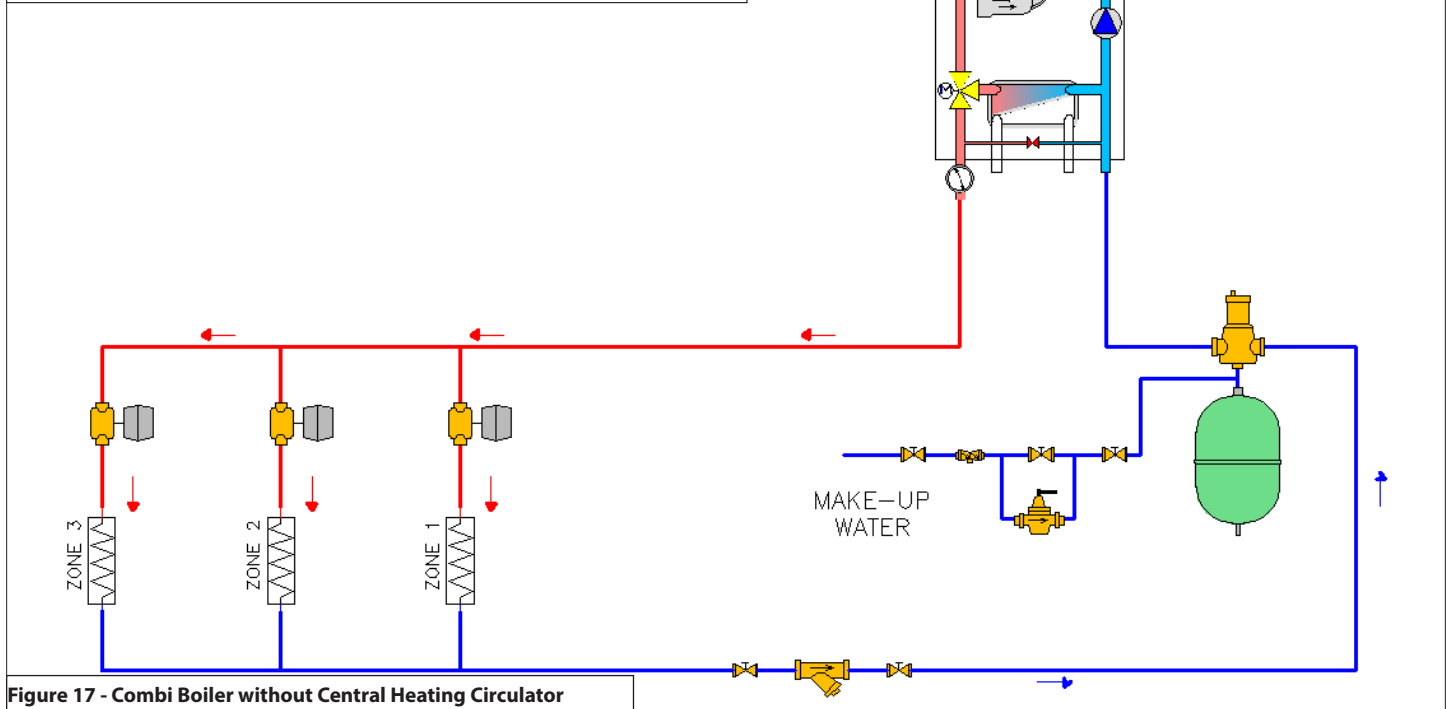 M
MAKE-UP
WATER
ZONE 3
ZONE 2
ZONE 1
Figure 17 - Combi Boiler without Central Heating Circulator